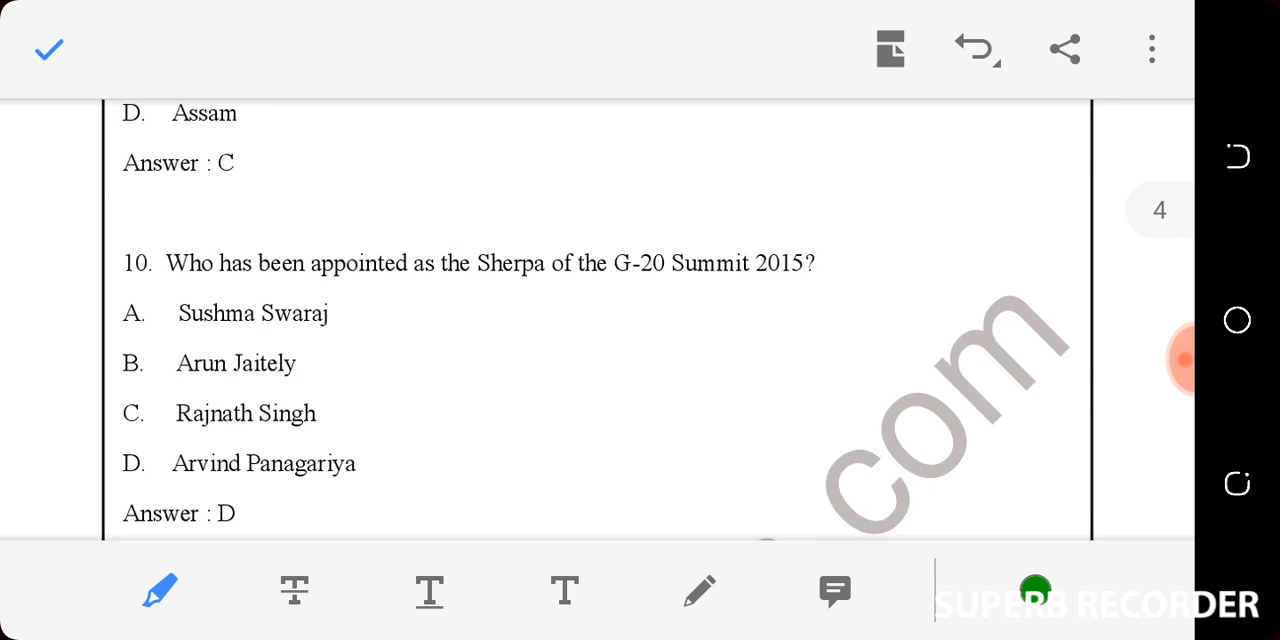 D. Assam
Answer : C
4
10. Who has been appointed as the Sherpa of the G-20 Summit 2015?
A. Sushma Swaraj
B. Arun Jaitely
C. Rajnath Singh
D. Arvind Panagariya
Answer : D
com
T T T
SUPERB RECORDER